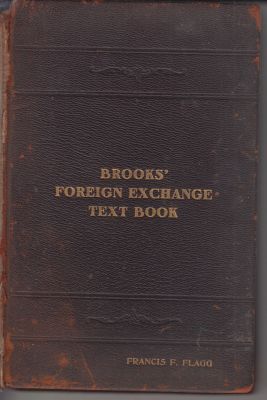 BROOKS'
FOREIGN EXCHANGE
TEXT BOOK
FRANCIS F. FLAGG